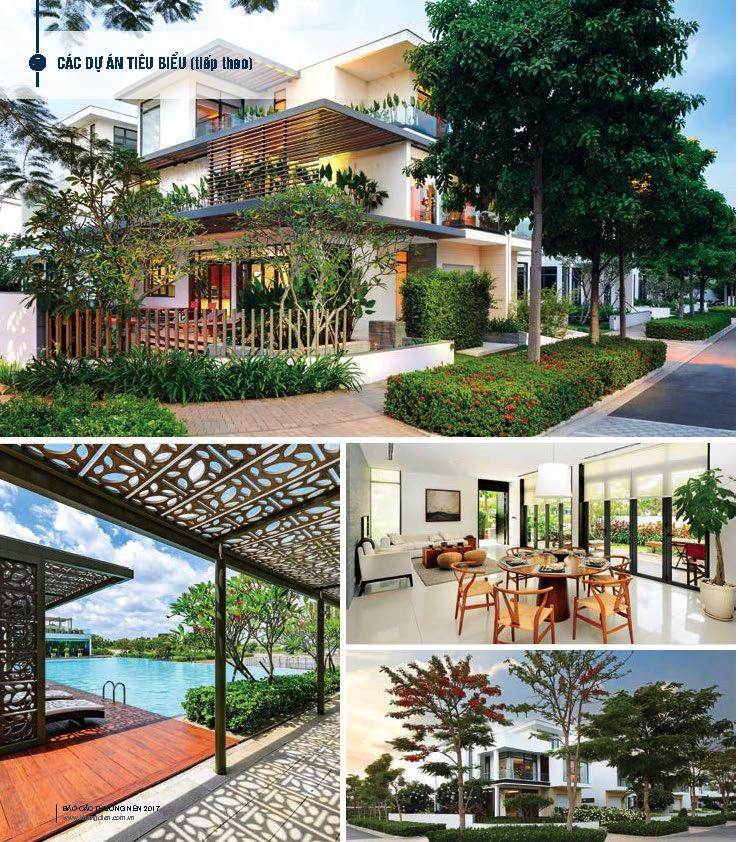 CÁC DỰ ÁN TIÊU BIỂU (tiếp theo)
BÁO CÁO THƯỜNG NIÊN 2017